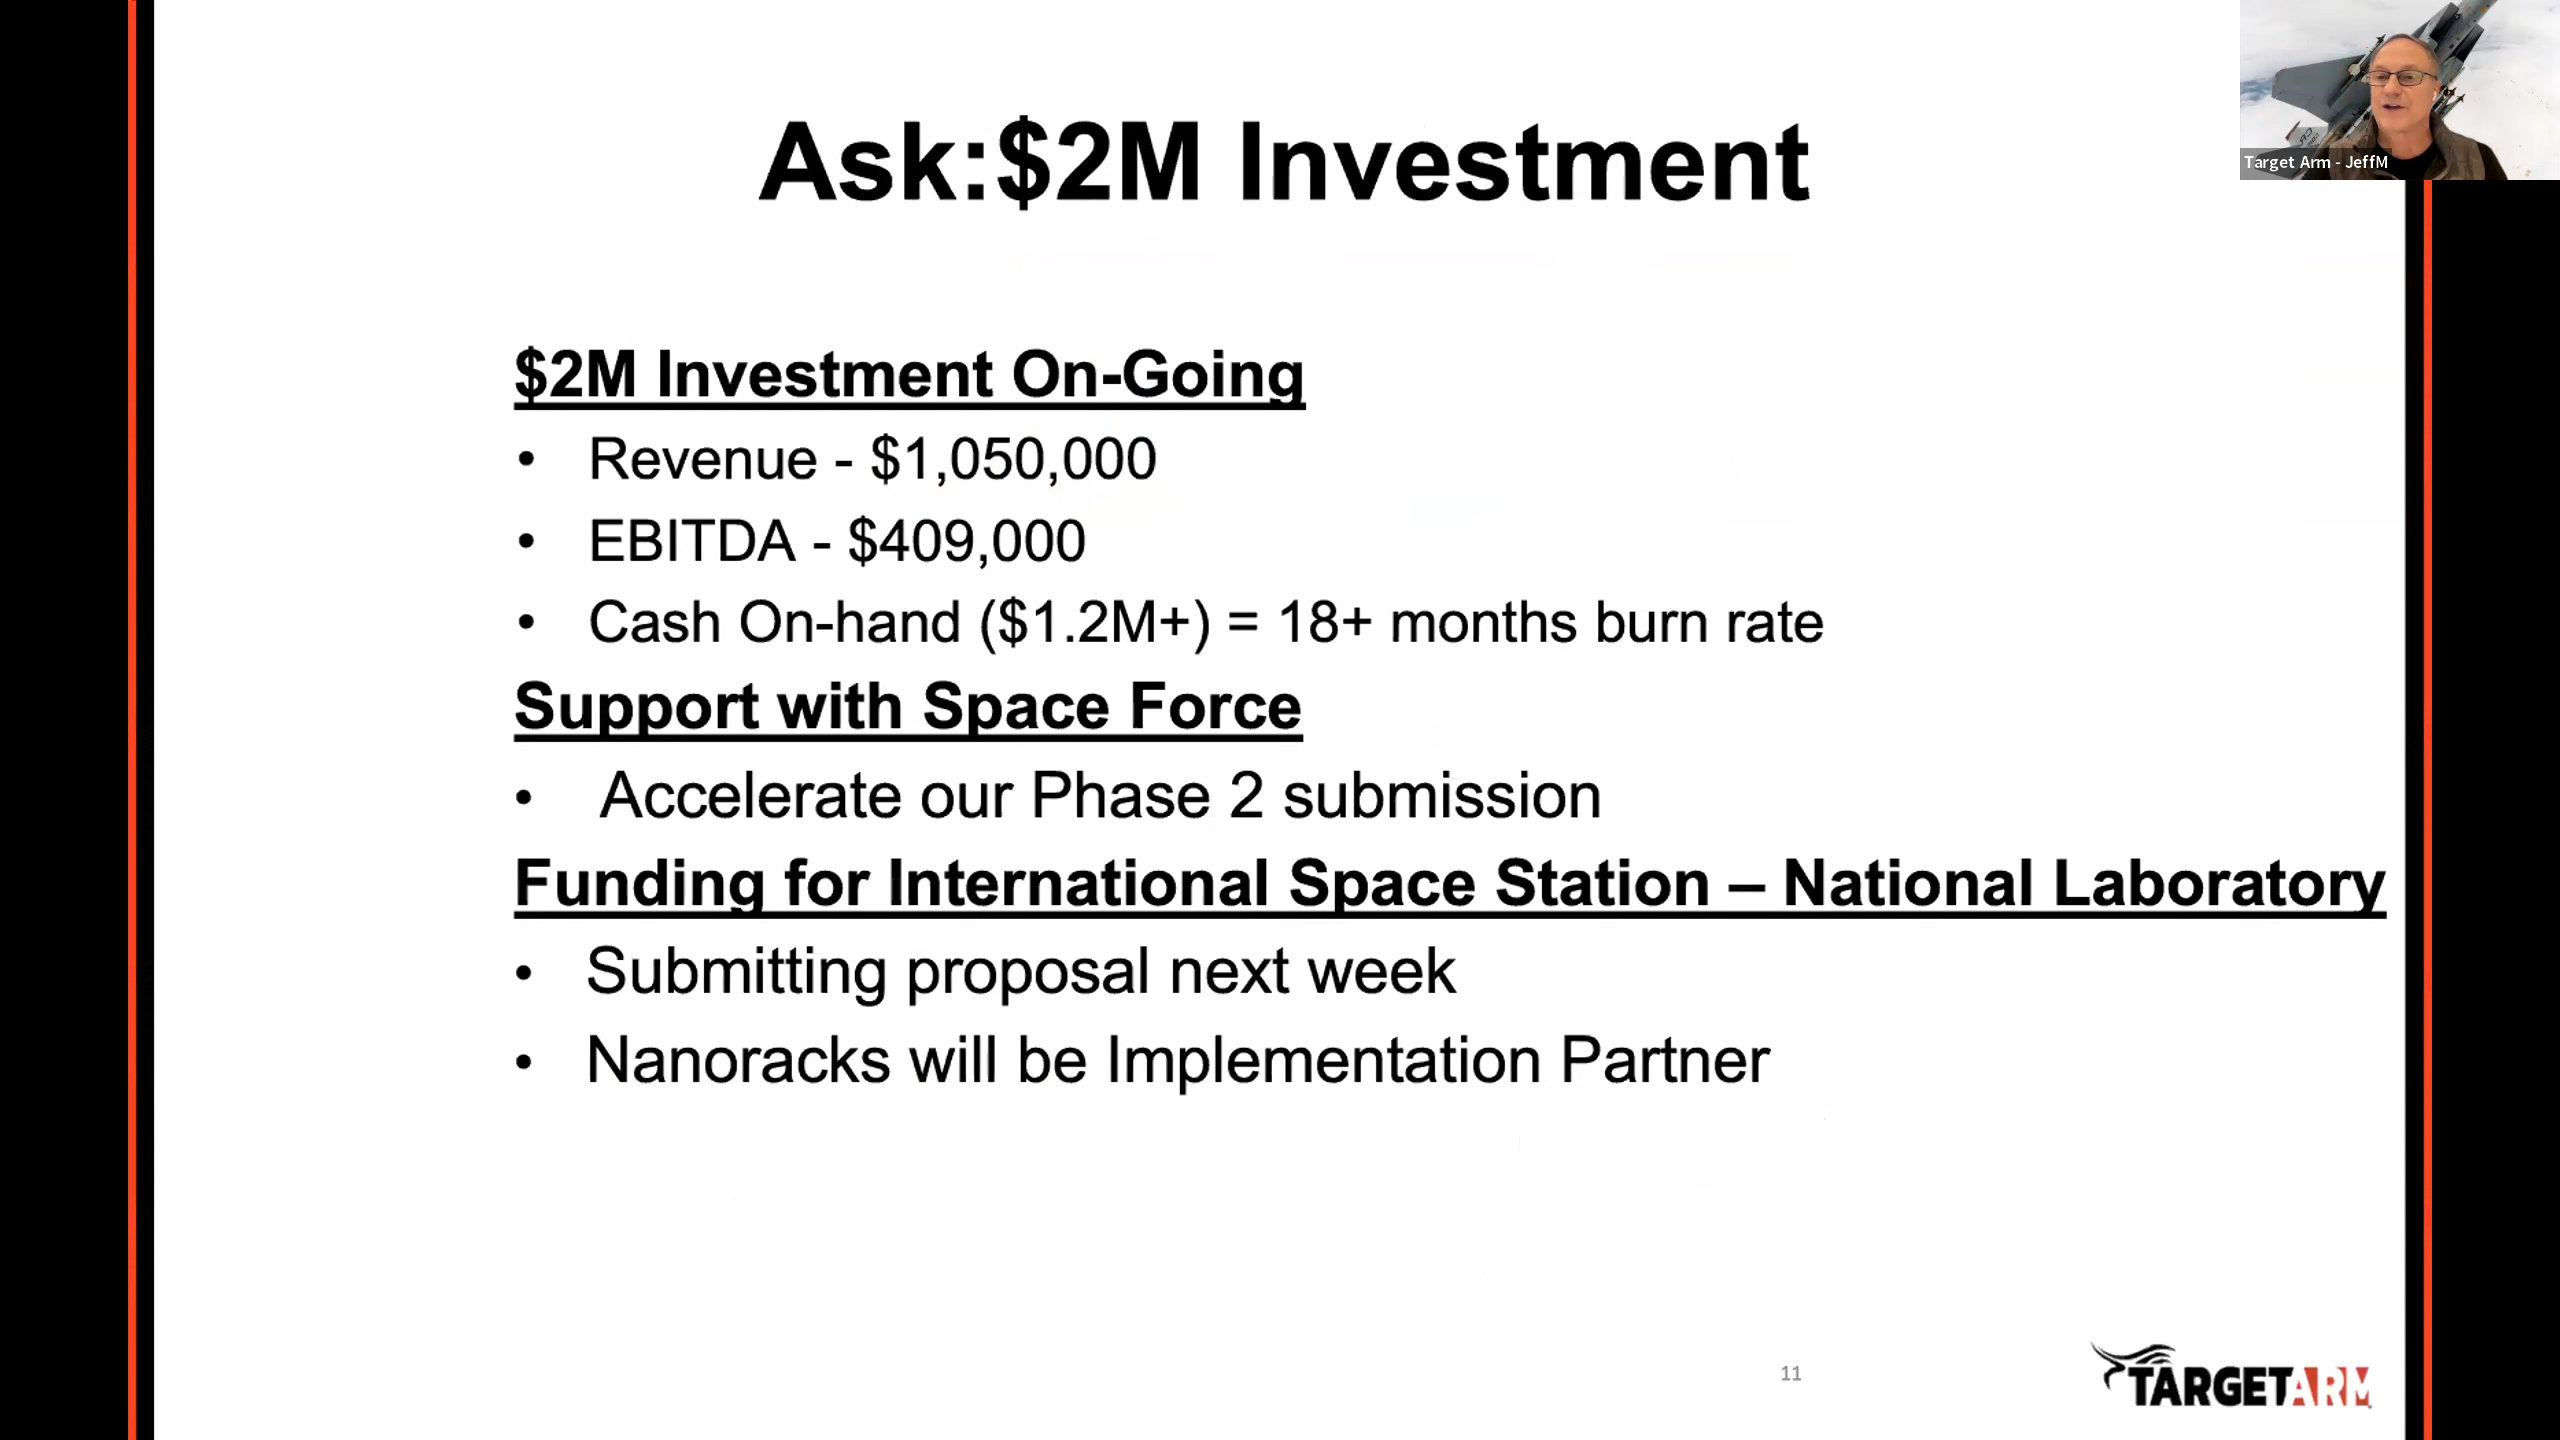 Ask:$2M Investment
Target Arm - JeffM
$2M Investment On-Going
• Revenue - $1,050,000
• EBITDA - $409,000
• Cash On-hand ($1.2M+) = 18+ months burn rate
Support with Space Force
• Accelerate our Phase 2 submission
Funding for International Space Station – National Laboratory
• Submitting proposal next week
• Nanoracks will be Implementation Partner
11
TARGETARM